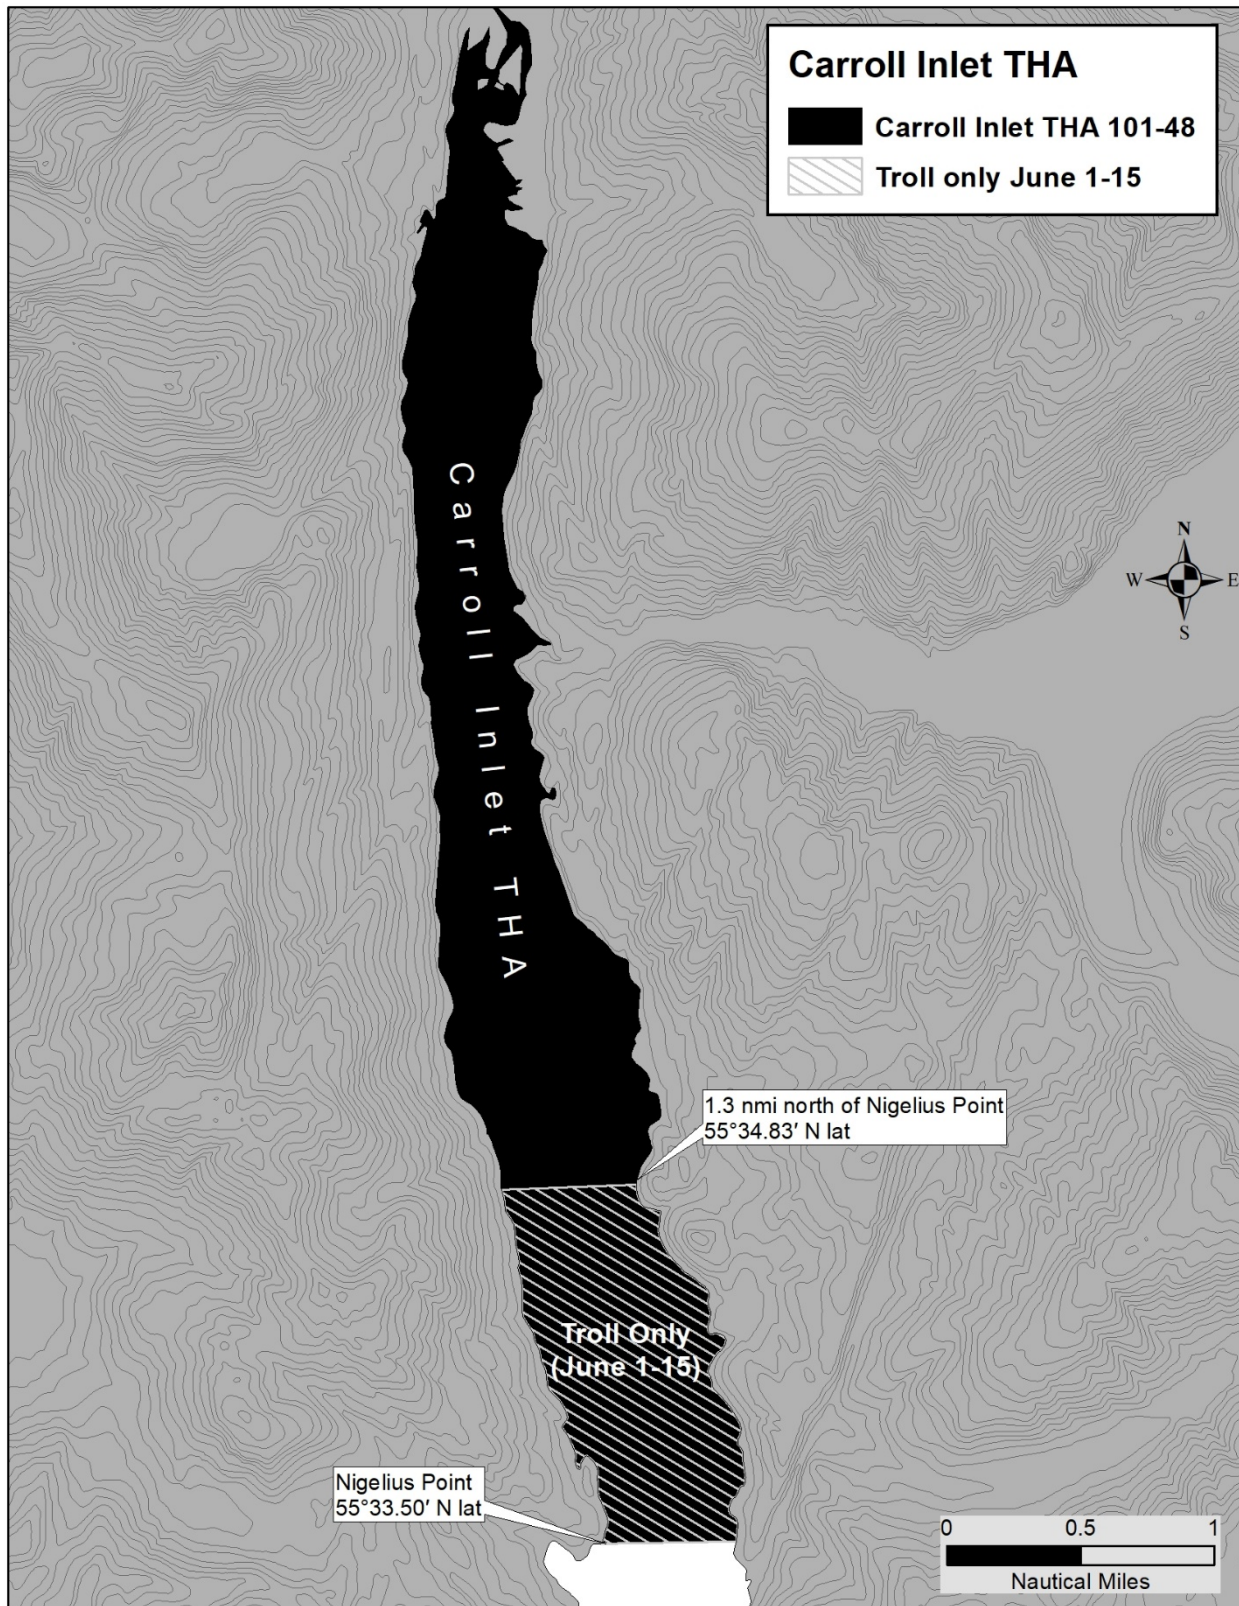 Carroll Inlet THA
Carroll Inlet THA 101-48
Troll only June 1-15
Carroll Inlet THA
N
W E
S
1.3 nmi north of Nigelius Point
55°34.83′ N lat
Troll Only
(June 1-15)
Nigelius Point
55°33.50′ N lat
0 0.5 1
Nautical Miles